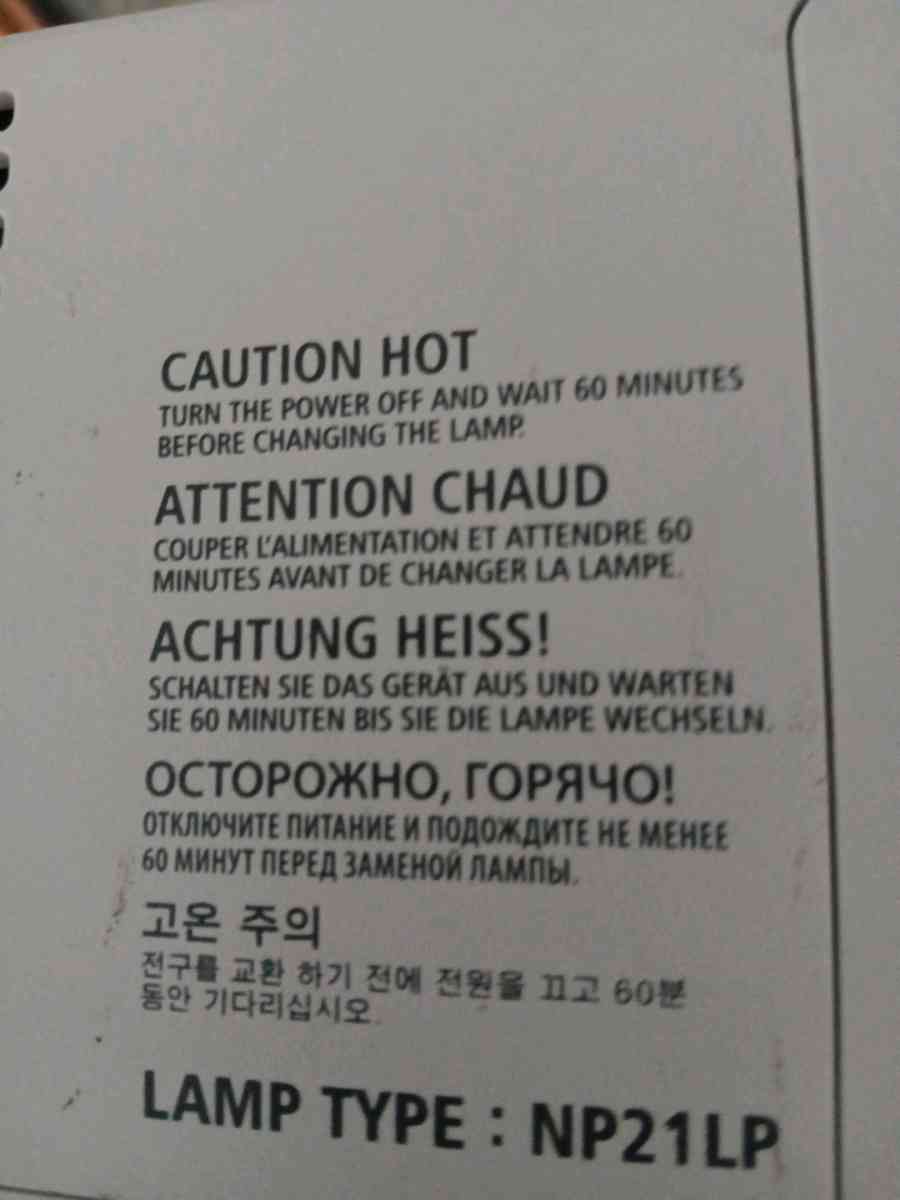 CAUTION HOT
TURN THE POWER OFF AND WAIT 60 MINUTES
BEFORE CHANGING THE LAMP.
ATTENTION CHAUD
COUPER L'ALIMENTATION ET ATTENDRE 60
MINUTES AVANT DE CHANGER LA LAMPE.
ACHTUNG HEISS!
SCHALTEN SIE DAS GERÄT AUS UND WARTEN
SIE 60 MINUTEN BIS SIE DIE LAMPE WECHSELN.
ОСТОРОЖНО, ГОРЯЧО!
ОТКЛЮЧИТЕ ПИТАНИЕ И ПОДОЖДИТЕ НЕ МЕНЕЕ
60 МИНУТ ПЕРЕД ЗАМЕНОЙ ЛАМПЫ.
고온 주의
전구를 교환 하기 전에 전원을 끄고 60분
동안 기다리십시오.
LAMP TYPE : NP21LP